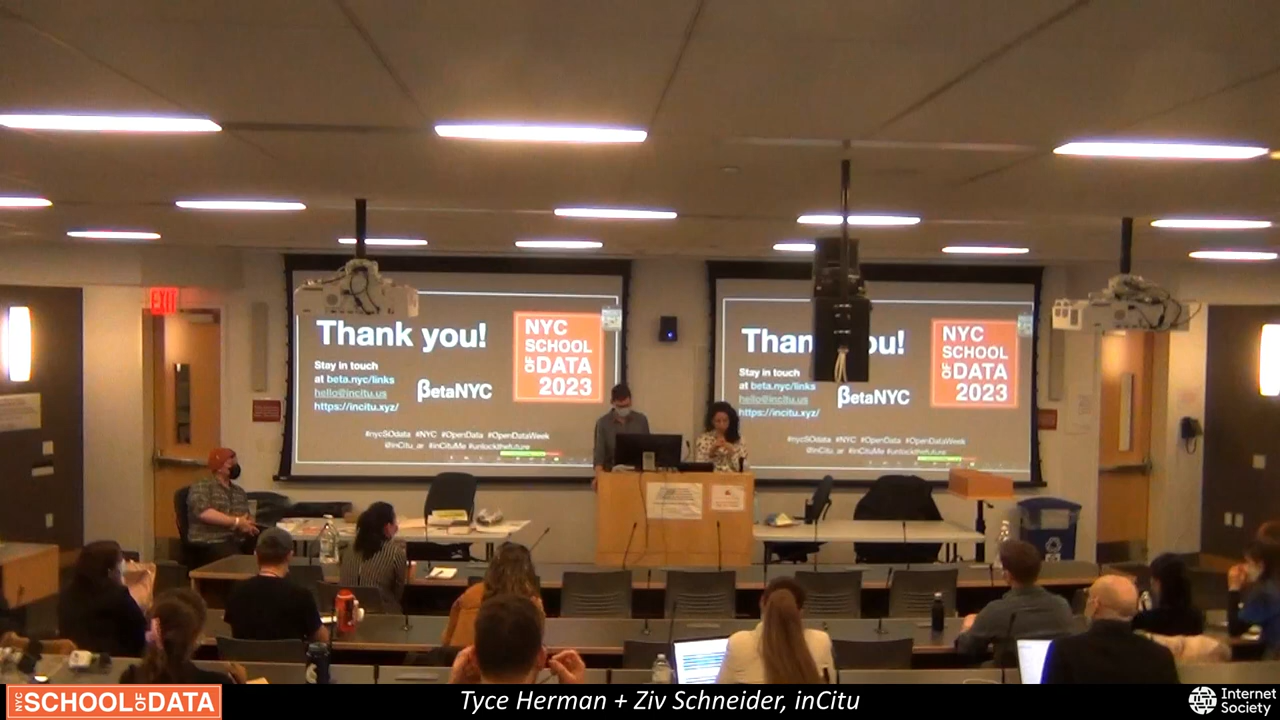 EXIT
Thank you!
Stay in touch
at beta.nyc/links
hello@incitu.us
https://incitu.xyz/
βetaNYC
NYC
SCHOOL
OF DATA
2023
#nycSOdata #NYC #OpenData #OpenDataWeek
@inCitu_ar #inCituMe #unlockthefuture
Than ou!
Stay in touch
at beta.nyc/links
hello@incitu.us
https://incitu.xyz/
βetaNYC
NYC
SCHOOL
OF DATA
2023
#nycSOdata #NYC #OpenData #OpenDataWeek
@inCitu_ar #inCituMe #unlockthefuture
NYC SCHOOL OF DATA
Tyce Herman + Ziv Schneider, inCitu
Internet
Society